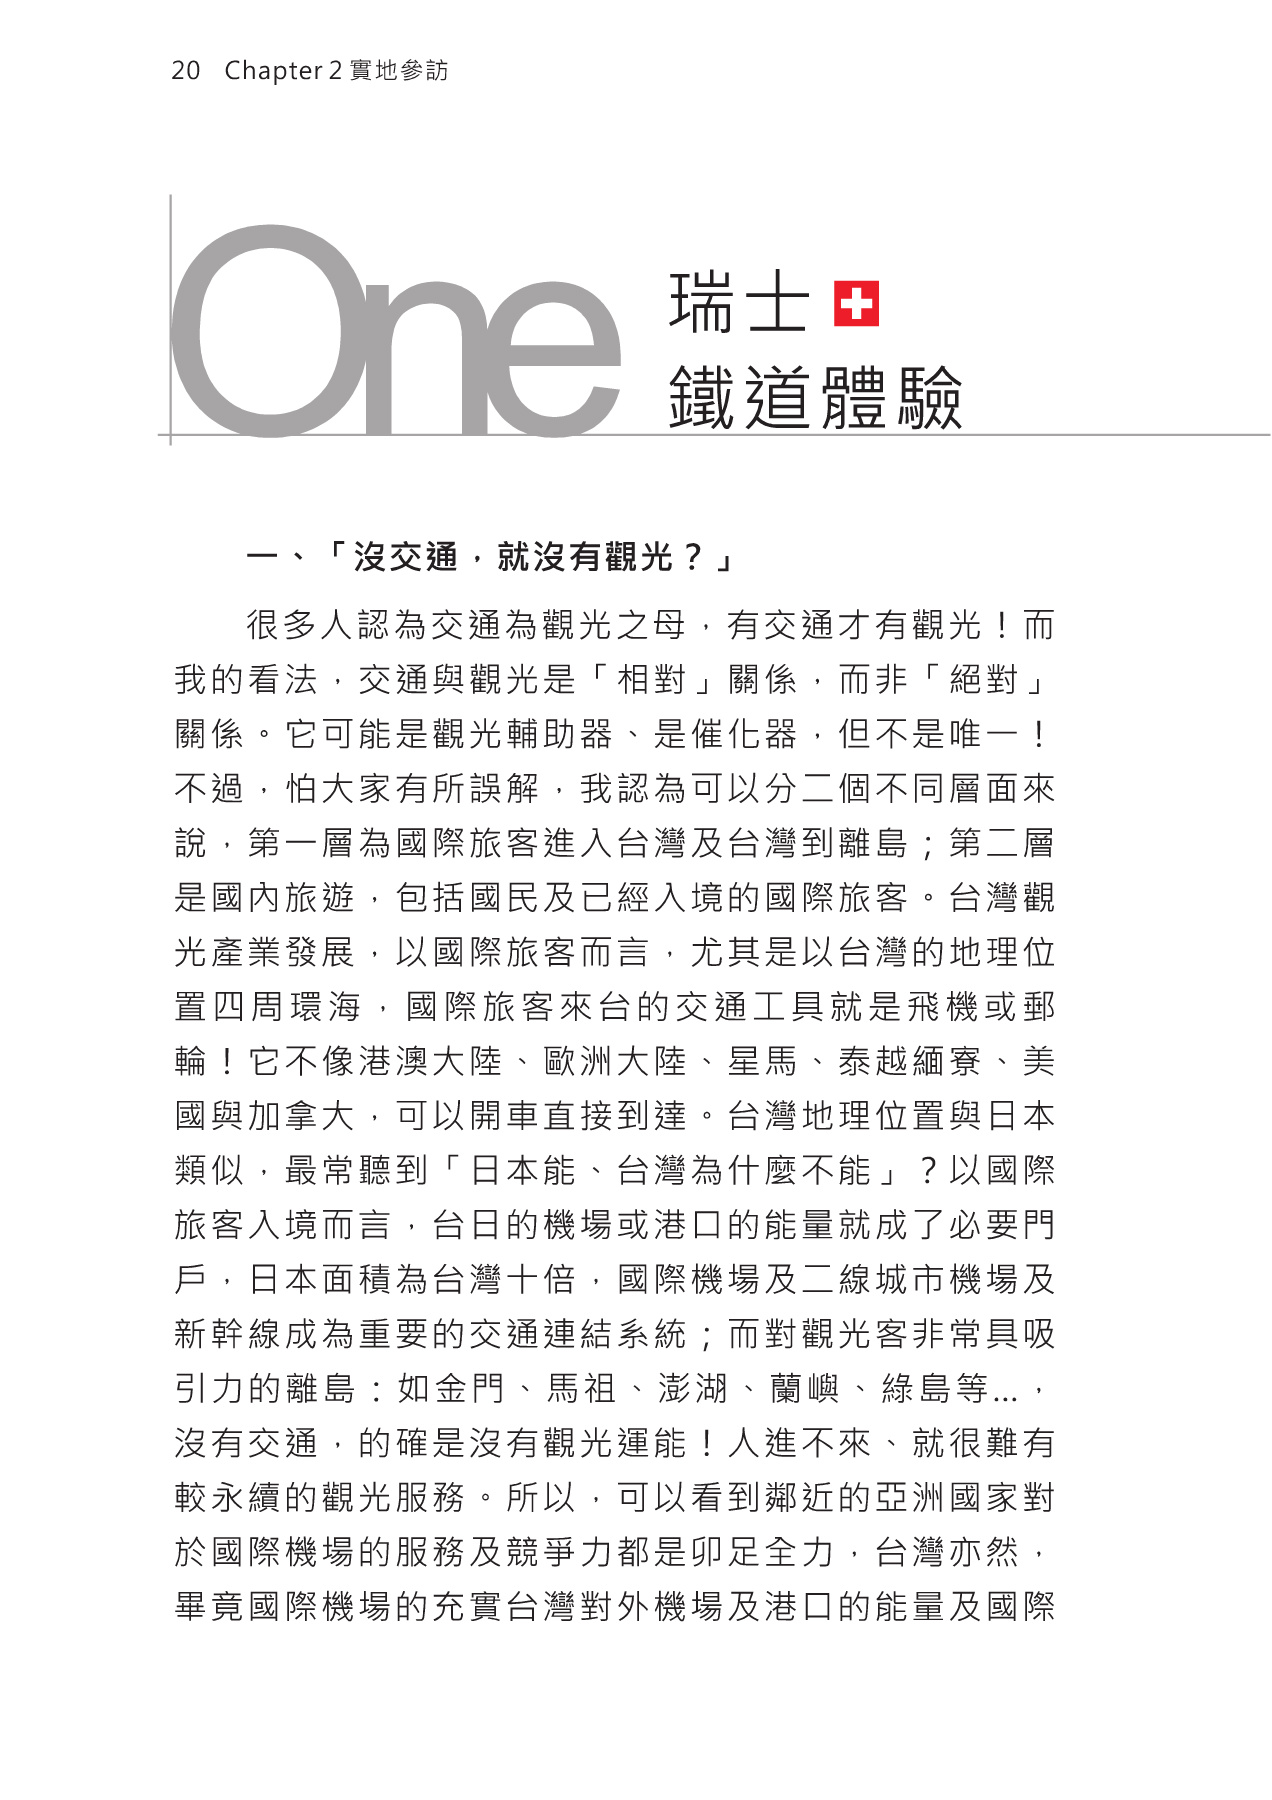 20 Chapter 2 實地參訪
One
瑞士
鐵道體驗
一、「沒交通，就沒有觀光？」
很多人認為交通為觀光之母，有交通才有觀光！而
我的看法，交通與觀光是「相對」關係，而非「絕對」
關係。它可能是觀光輔助器、是催化器，但不是唯一！
不過，怕大家有所誤解，我認為可以分二個不同層面來
說，第一層為國際旅客進入台灣及台灣到離島；第二層
是國內旅遊，包括國民及已經入境的國際旅客。台灣觀
光產業發展，以國際旅客而言，尤其是以台灣的地理位
置四周環海，國際旅客來台的交通工具就是飛機或郵
輪！它不像港澳大陸、歐洲大陸、星馬、泰越緬寮、美
國與加拿大，可以開車直接到達。台灣地理位置與日本
類似，最常聽到「日本能、台灣為什麼不能」？以國際
旅客入境而言，台日的機場或港口的能量就成了必要門
戶，日本面積為台灣十倍，國際機場及二線城市機場及
新幹線成為重要的交通連結系統；而對觀光客非常具吸
引力的離島：如金門、馬祖、澎湖、蘭嶼、綠島等...，
沒有交通，的確是沒有觀光運能！人進不來、就很難有
較永續的觀光服務。所以，可以看到鄰近的亞洲國家對
於國際機場的服務及競爭力都是卯足全力，台灣亦然，
畢竟國際機場的充實台灣對外機場及港口的能量及國際